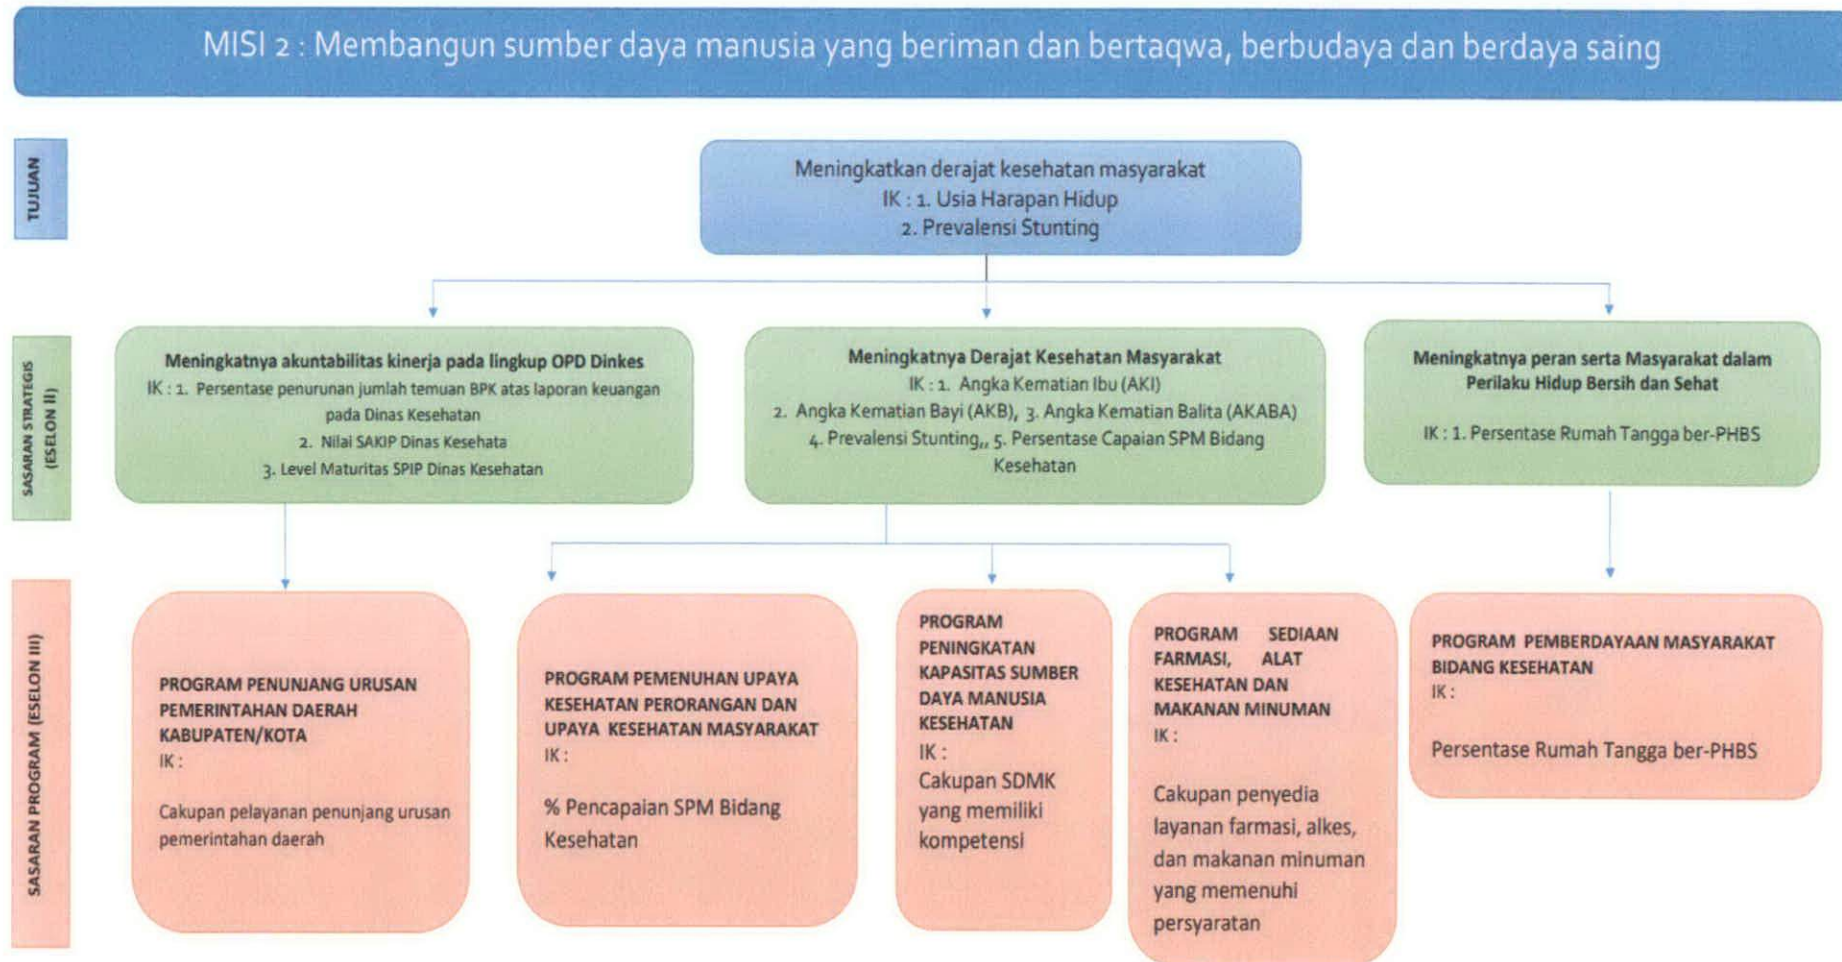 MISI 2 : Membangun sumber daya manusia yang beriman dan bertaqwa, berbudaya dan berdaya saing
TUJUAN
Meningkatkan derajat kesehatan masyarakat
IK : 1. Usia Harapan Hidup
2. Prevalensi Stunting
SASARAN STRATEGIS
(ESELON II)
Meningkatnya akuntabilitas kinerja pada lingkup OPD Dinkes
IK : 1. Persentase penurunan jumlah temuan BPK atas laporan keuangan
pada Dinas Kesehatan
2. Nilai SAKIP Dinas Kesehata
3. Level Maturitas SPIP Dinas Kesehatan
Meningkatnya Derajat Kesehatan Masyarakat
IK : 1. Angka Kematian Ibu (AKI)
2. Angka Kematian Bayi (AKB), 3. Angka Kematian Balita (AKABA)
4. Prevalensi Stunting,, 5. Persentase Capaian SPM Bidang
Kesehatan
Meningkatnya peran serta Masyarakat dalam
Perilaku Hidup Bersih dan Sehat
IK : 1. Persentase Rumah Tangga ber-PHBS
SASARAN PROGRAM (ESELON III)
PROGRAM PENUNJANG URUSAN
PEMERINTAHAN DAERAH
KABUPATEN/KOTA
IK :
Cakupan pelayanan penunjang urusan
pemerintahan daerah
PROGRAM PEMENUHAN UPAYA
KESEHATAN PERORANGAN DAN
UPAYA KESEHATAN MASYARAKAT
IK :
% Pencapaian SPM Bidang
Kesehatan
PROGRAM
PENINGKATAN
KAPASITAS SUMBER
DAYA MANUSIA
KESEHATAN
IK :
Cakupan SDMK
yang memiliki
kompetensi
PROGRAM SEDIAAN
FARMASI, ALAT
KESEHATAN DAN
MAKANAN MINUMAN
IK :
Cakupan penyedia
layanan farmasi, alkes,
dan makanan minuman
yang memenuhi
persyaratan
PROGRAM PEMBERDAYAAN MASYARAKAT
BIDANG KESEHATAN
IK :
Persentase Rumah Tangga ber-PHBS